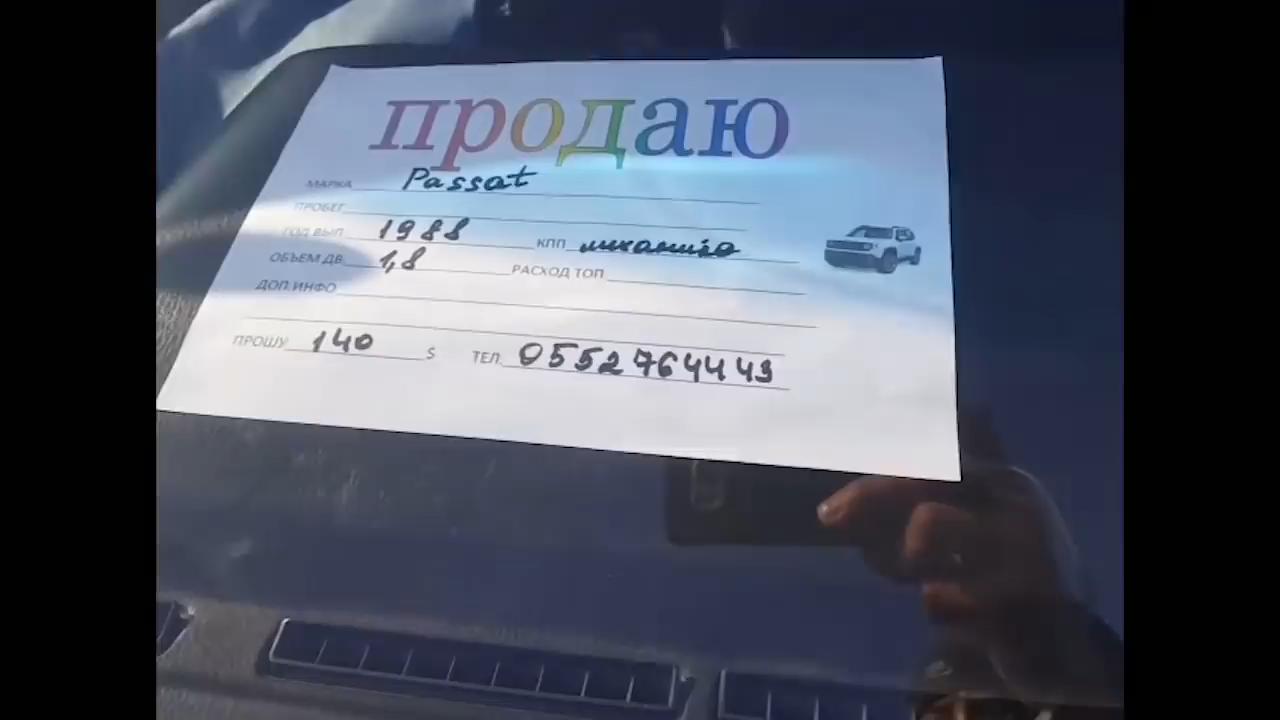 продаю
МАРКА Passat
ПРОБЕГ
ГОД ВЫП. 1988 КПП механика
ОБЪЕМ ДВ. 1,8 РАСХОД ТОП.
ДОП.ИНФО
ПРОШУ 140 $ ТЕЛ. 0552764443